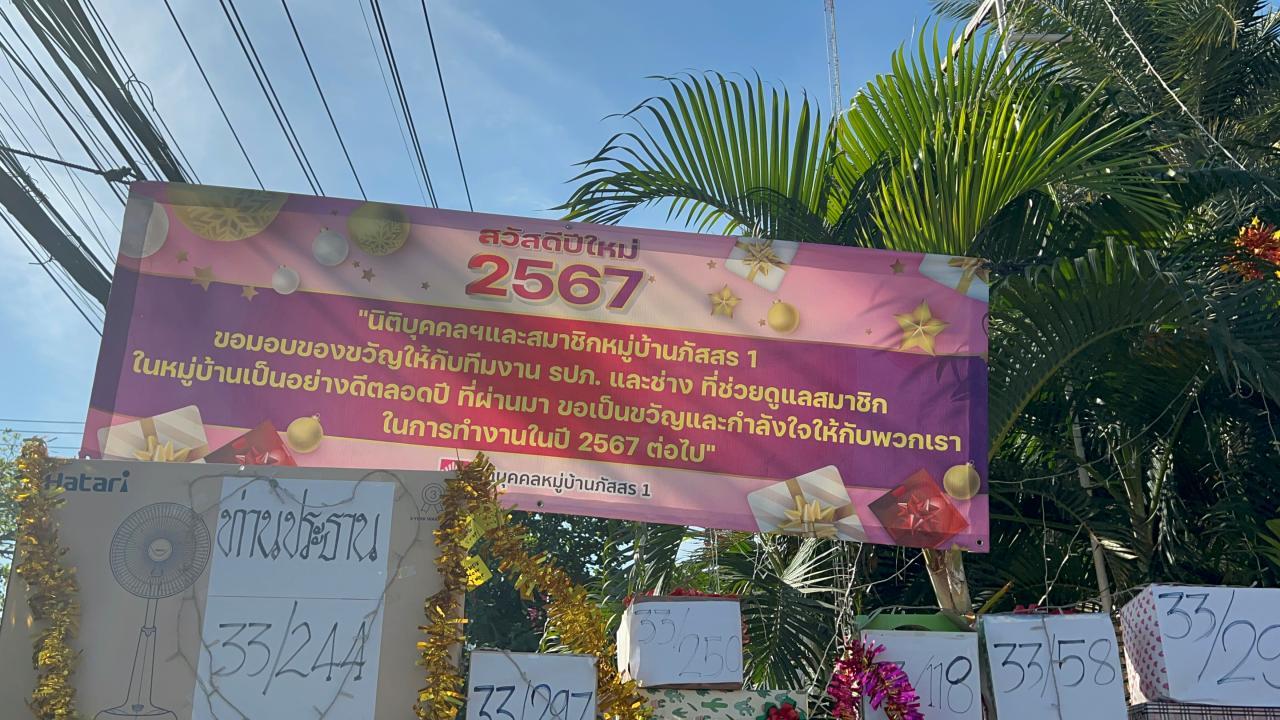 สวัสดีปีใหม่
2567
"นิติบุคคลฯและสมาชิกหมู่บ้านภัสสร 1
ขอมอบของขวัญให้กับทีมงาน รปภ. และช่าง ที่ช่วยดูแลสมาชิก
ในหมู่บ้านเป็นอย่างดีตลอดปี ที่ผ่านมา ขอเป็นขวัญและกำลังใจให้กับพวกเรา
ในการทำงานในปี 2567 ต่อไป"
บุคคลหมู่บ้านภัสสร 1
Hatari
ท่านประธาน
33/244
33/250
33/297
/118
33/58
33
/29